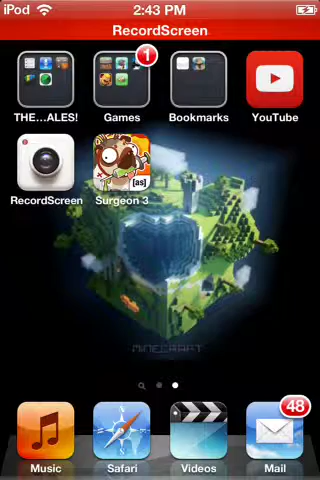 iPod 2:43 PM
RecordScreen
1
THE...ALES! Games Bookmarks YouTube
[as]
RecordScreen Surgeon 3
MINECRAFT
48
Music Safari Videos Mail